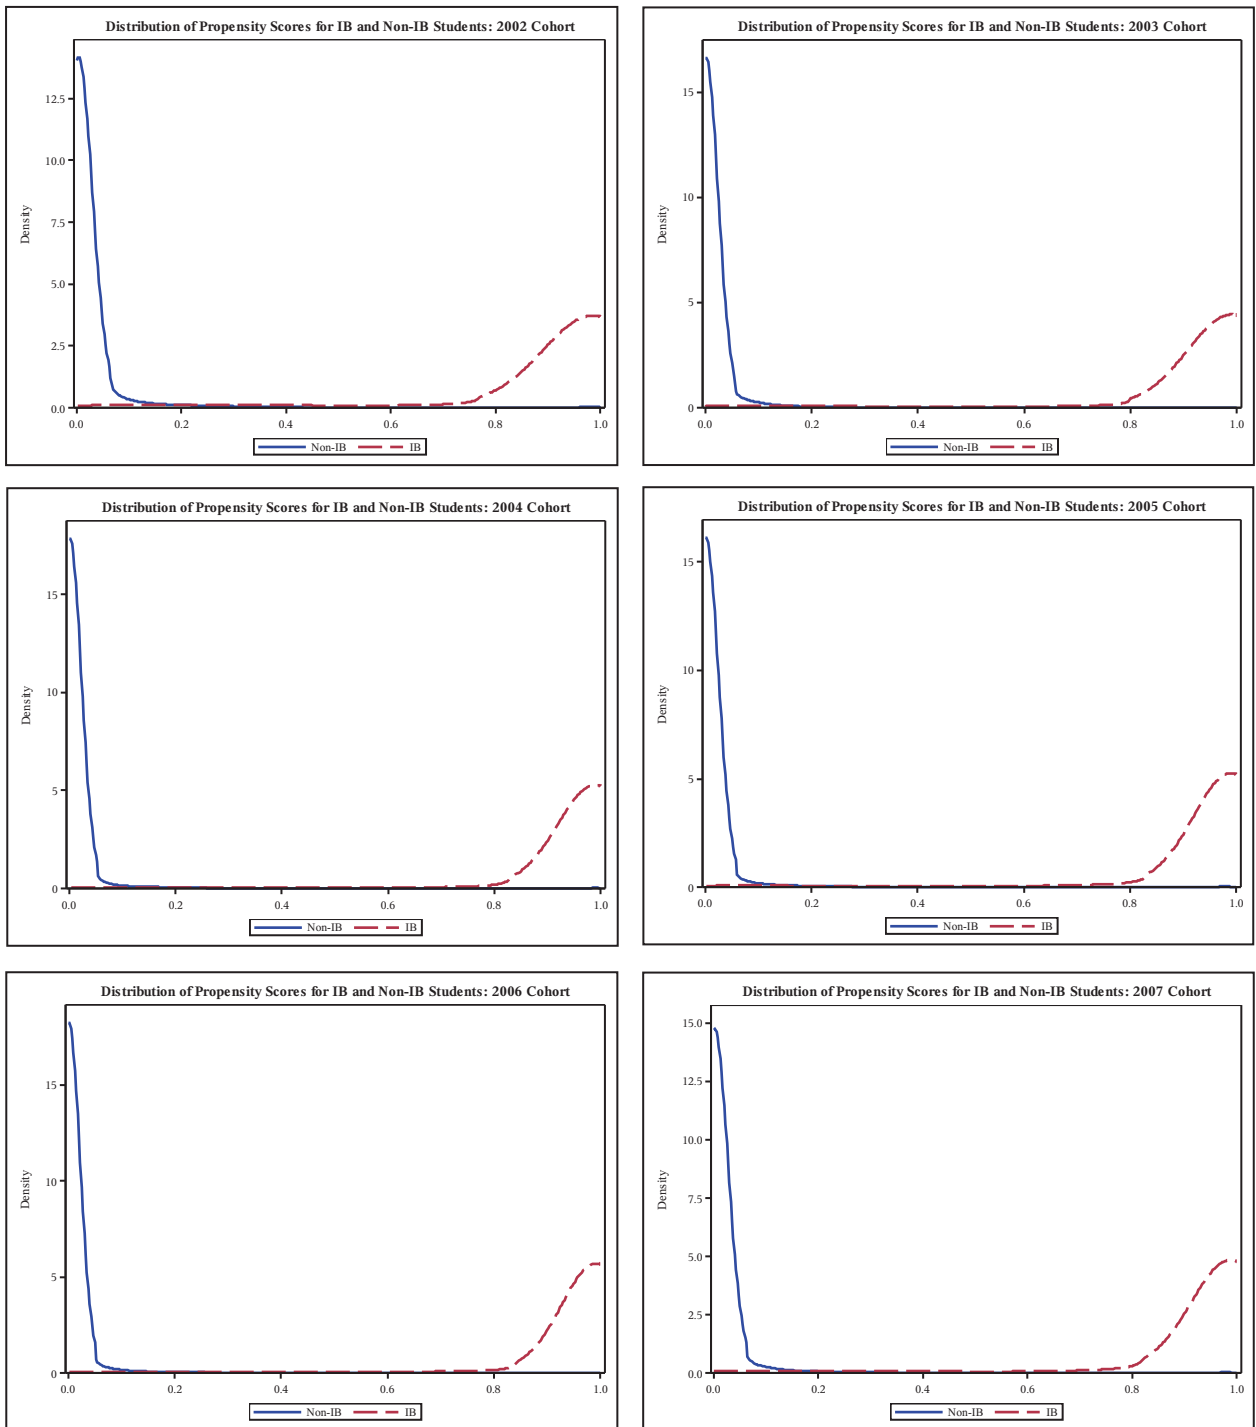 Distribution of Propensity Scores for IB and Non-IB Students: 2002 Cohort
12.5
10.0
7.5
5.0
2.5
0.0
Density
0.0 0.2 0.4 0.6 0.8 1.0
Non-IB IB
Distribution of Propensity Scores for IB and Non-IB Students: 2003 Cohort
15
10
5
0
Density
0.0 0.2 0.4 0.6 0.8 1.0
Non-IB IB
Distribution of Propensity Scores for IB and Non-IB Students: 2004 Cohort
15
10
5
0
Density
0.0 0.2 0.4 0.6 0.8 1.0
Non-IB IB
Distribution of Propensity Scores for IB and Non-IB Students: 2005 Cohort
15
10
5
0
Density
0.0 0.2 0.4 0.6 0.8 1.0
Non-IB IB
Distribution of Propensity Scores for IB and Non-IB Students: 2006 Cohort
15
10
5
0
Density
0.0 0.2 0.4 0.6 0.8 1.0
Non-IB IB
Distribution of Propensity Scores for IB and Non-IB Students: 2007 Cohort
15.0
12.5
10.0
7.5
5.0
2.5
0.0
Density
0.0 0.2 0.4 0.6 0.8 1.0
Non-IB IB